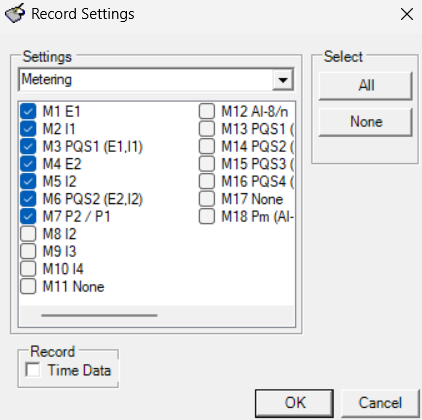 Record Settings
Settings
Metering
M1 E1
M2 I1
M3 PQS1 (E1,I1)
M4 E2
M5 I2
M6 PQS2 (E2,I2)
M7 P2 / P1
M8 I2
M9 I3
M10 I4
M11 None
M12 AI-8/n
M13 PQS1 (
M14 PQS2 (
M15 PQS3 (
M16 PQS4 (
M17 None
M18 Pm (AI-
Select
All
None
Record
Time Data
OK
Cancel